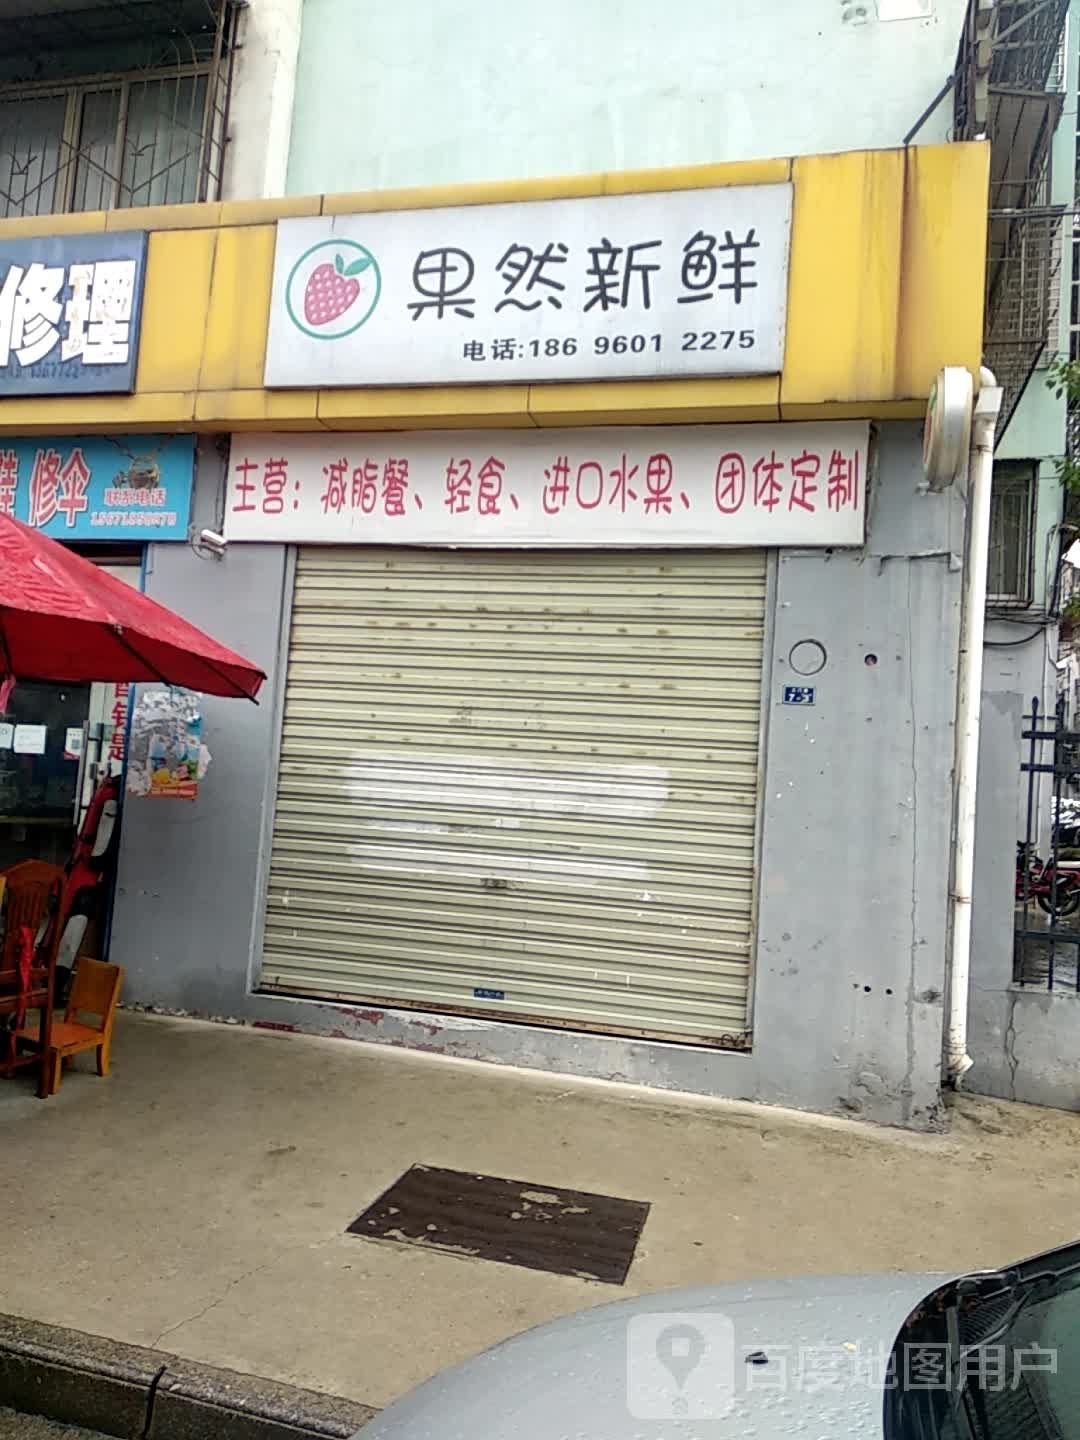 果然新鲜
电话:186 9601 2275
修理
修伞
联系电话
主营：减脂餐、轻食、进口水果、团体定制
7-3
百度地图用户